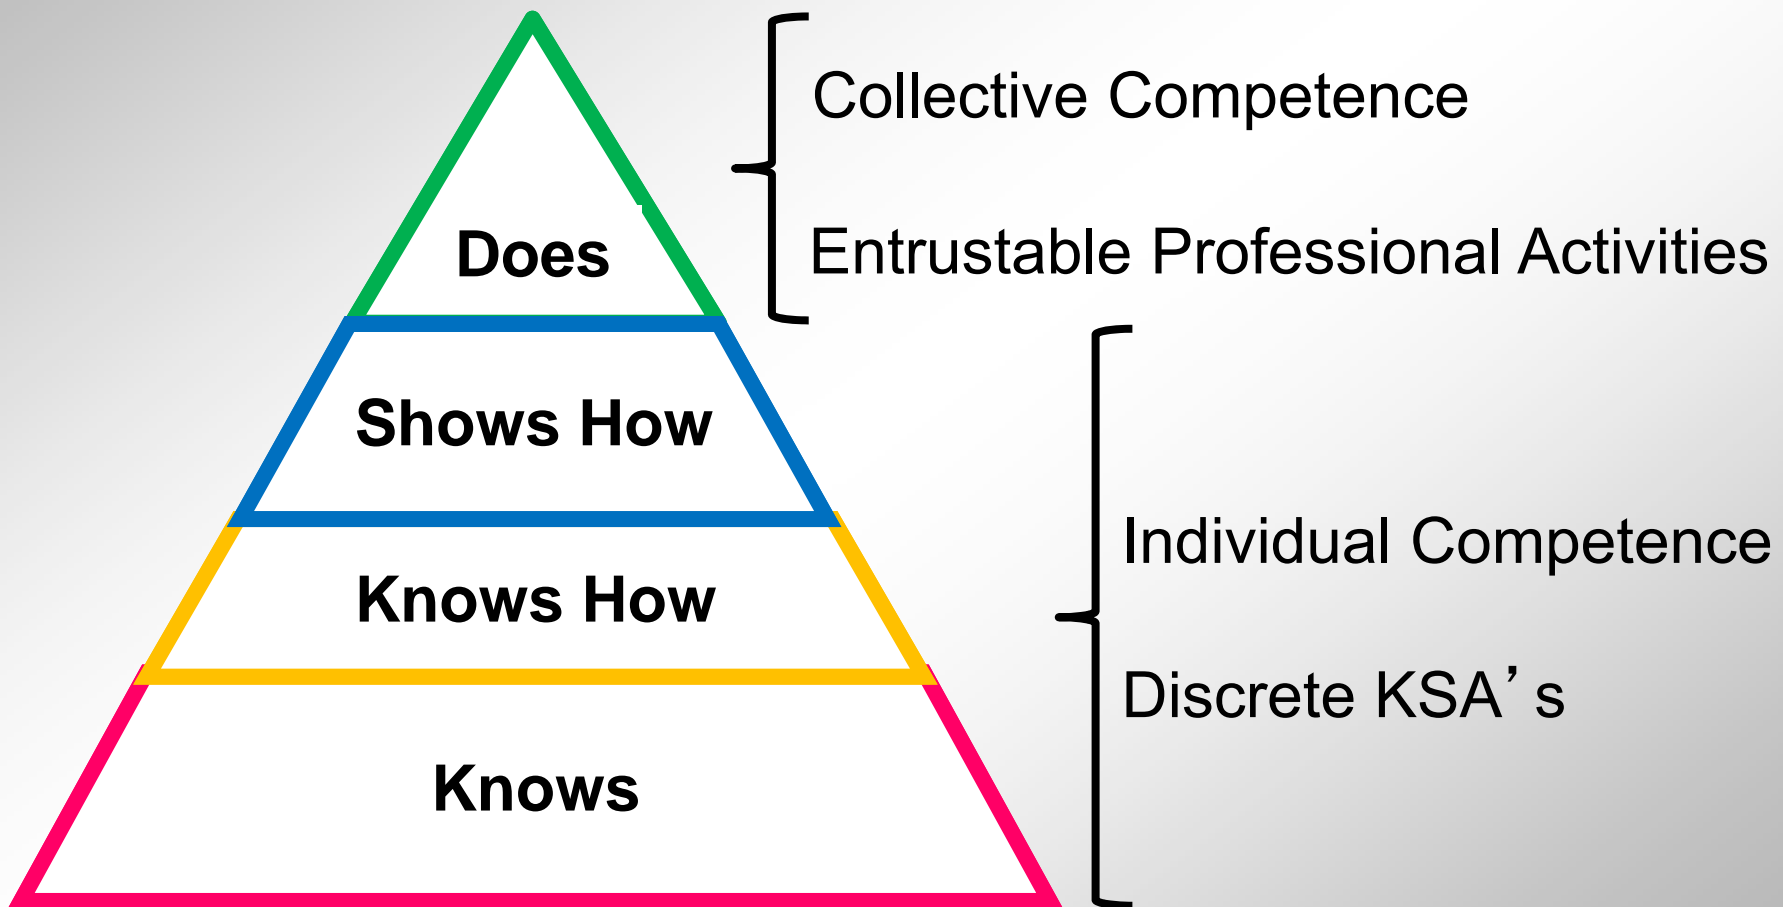 Collective Competence
Does
Entrustable Professional Activities
Shows How
Knows How
Individual Competence
Discrete KSA’s
Knows